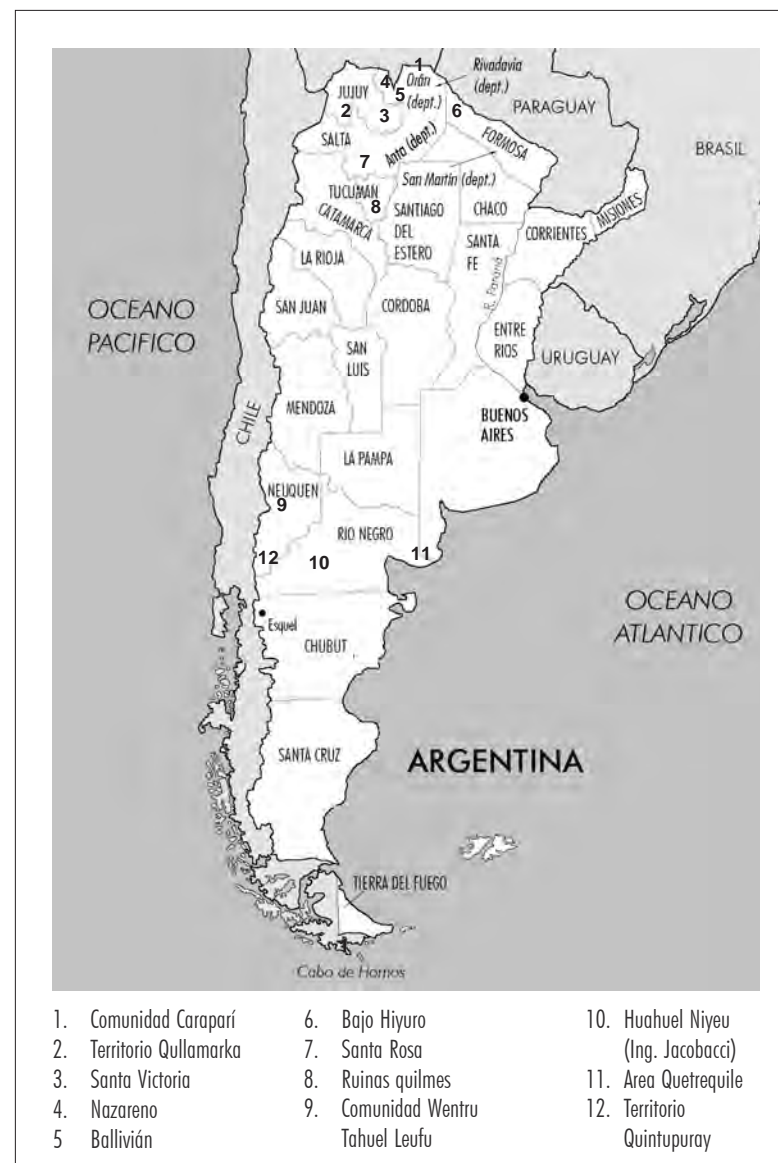 1
Rivadavia
(dept.)
4
Orán
(dept.)
5
JUJUY
2
3
6
PARAGUAY
SALTA
Anta (dept.)
FORMOSA
BRASIL
7
San Martín (dept.)
TUCUMAN
8
CATAMARCA
SANTIAGO
DEL
ESTERO
CHACO
MISIONES
CORRIENTES
SANTA
FE
LA RIOJA
R. Paraná
OCEANO
PACIFICO
SAN JUAN
CORDOBA
ENTRE
RIOS
SAN
LUIS
URUGUAY
CHILE
MENDOZA
BUENOS
AIRES
LA PAMPA
NEUQUEN
9
RIO NEGRO
12
10
11
OCEANO
ATLANTICO
Esquel
CHUBUT
SANTA CRUZ
ARGENTINA
TIERRA DEL FUEGO
Cabo de Hornos
1. Comunidad Caraparí
2. Territorio Qullamarka
3. Santa Victoria
4. Nazareno
5 Ballivián
6. Bajo Hiyuro
7. Santa Rosa
8. Ruinas quilmes
9. Comunidad Wentru
Tahuel Leufu
10. Huahuel Niyeu
(Ing. Jacobacci)
11. Area Quetrequile
12. Territorio
Quintupuray